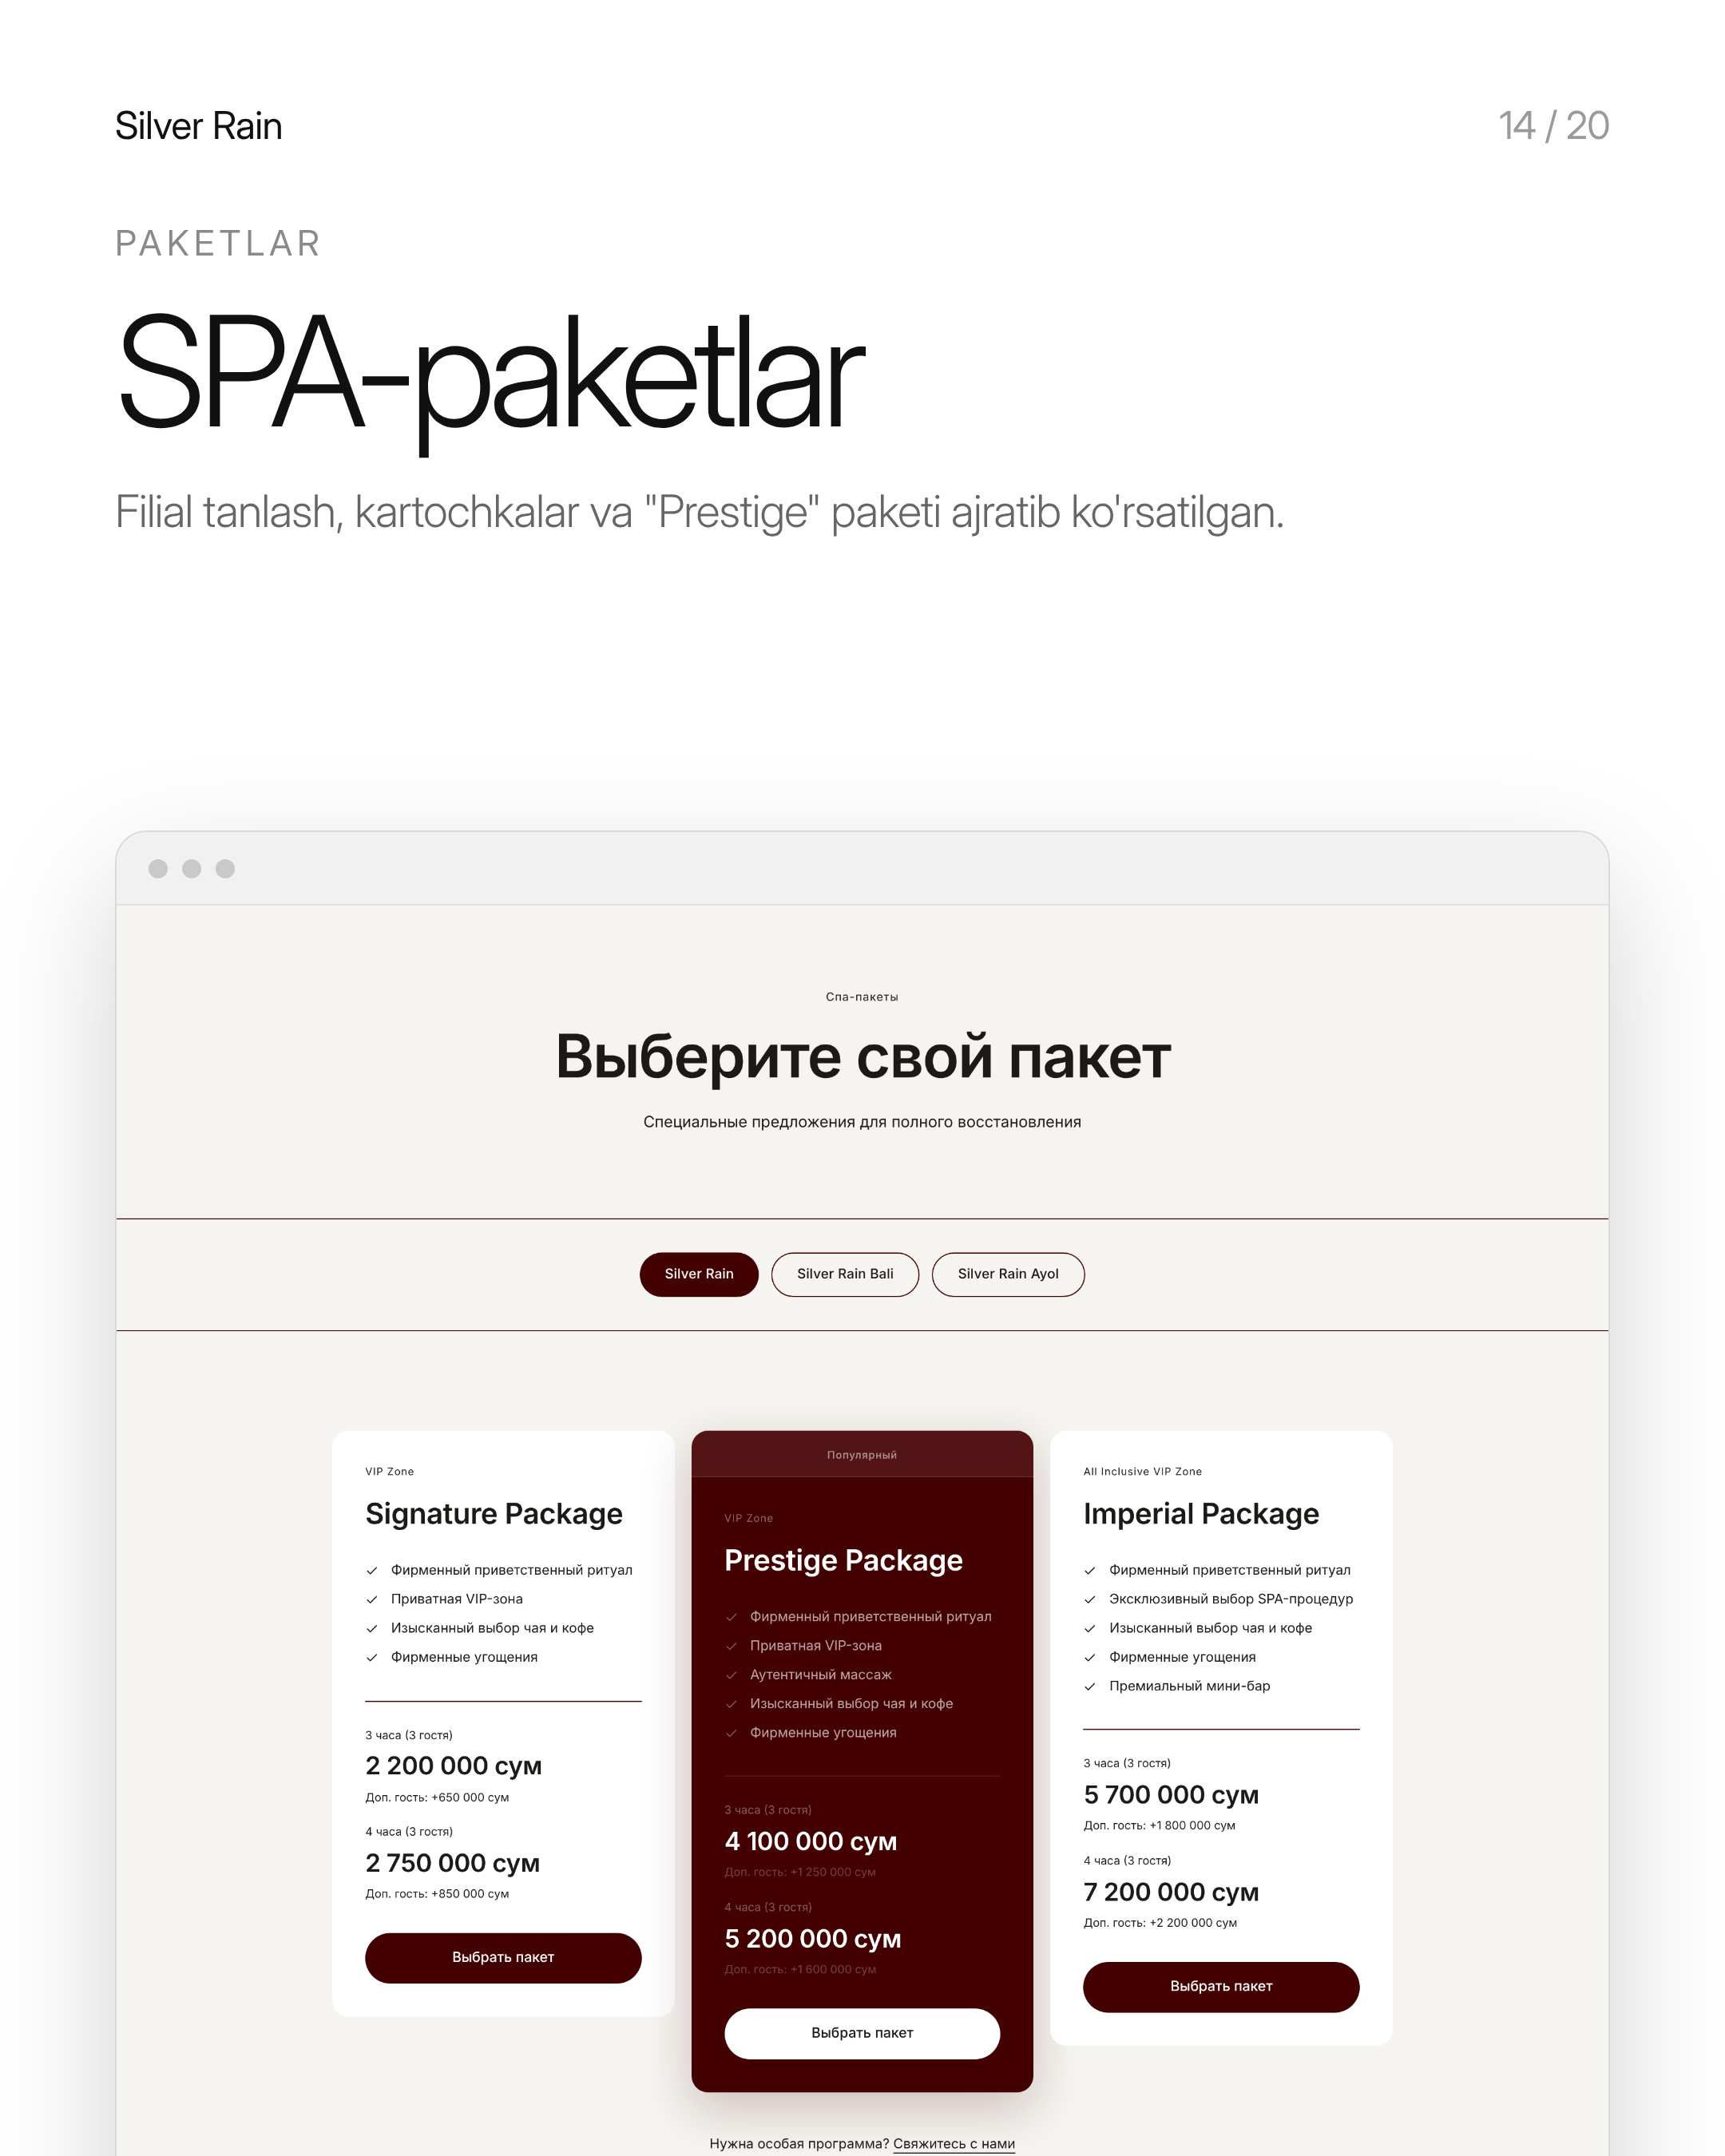 Silver Rain
14 / 20
PAKETLAR
SPA-paketlar
Filial tanlash, kartochkalar va "Prestige" paketi ajratib ko'rsatilgan.
Спа-пакеты
Выберите свой пакет
Специальные предложения для полного восстановления
Silver Rain
Silver Rain Bali
Silver Rain Ayol
VIP Zone
Signature Package
Фирменный приветственный ритуал
Приватная VIP-зона
Изысканный выбор чая и кофе
Фирменные угощения
3 часа (3 гостя)
2 200 000 сум
Доп. гость: +650 000 сум
4 часа (3 гостя)
2 750 000 сум
Доп. гость: +850 000 сум
Выбрать пакет
Популярный
VIP Zone
Prestige Package
Фирменный приветственный ритуал
Приватная VIP-зона
Аутентичный массаж
Изысканный выбор чая и кофе
Фирменные угощения
3 часа (3 гостя)
4 100 000 сум
Доп. гость: +1 250 000 сум
4 часа (3 гостя)
5 200 000 сум
Доп. гость: +1 600 000 сум
Выбрать пакет
All Inclusive VIP Zone
Imperial Package
Фирменный приветственный ритуал
Эксклюзивный выбор SPA-процедур
Изысканный выбор чая и кофе
Фирменные угощения
Премиальный мини-бар
3 часа (3 гостя)
5 700 000 сум
Доп. гость: +1 800 000 сум
4 часа (3 гостя)
7 200 000 сум
Доп. гость: +2 200 000 сум
Выбрать пакет
Нужна особая программа? Свяжитесь с нами